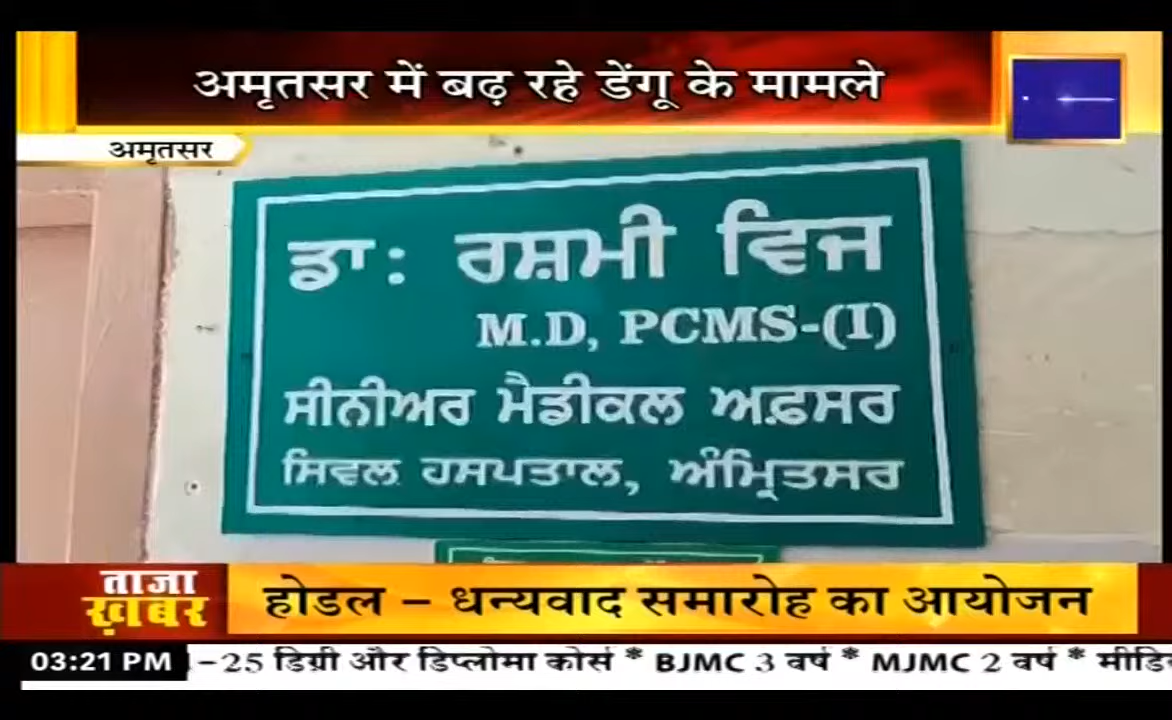 अमृतसर में बढ़ रहे डेंगू के मामले
अमृतसर
ਡਾ: ਰਸ਼ਮੀ ਵਿਜ
M.D, PCMS-(I)
ਸੀਨੀਅਰ ਮੈਡੀਕਲ ਅਫ਼ਸਰ
ਸਿਵਲ ਹਸਪਤਾਲ, ਅੰਮ੍ਰਿਤਸਰ
ताजा
ख़बर
होडल – धन्यवाद समारोह का आयोजन
03:21 PM –25 डिग्री और डिप्लोमा कोर्स * BJMC 3 वर्ष * MJMC 2 वर्ष *